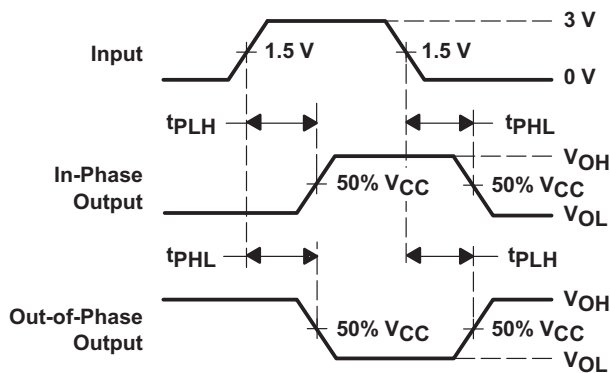 3 V
Input
1.5 V
1.5 V
0 V
tPLH
tPHL
VOH
In-Phase
Output
50% VCC
50% VCC
VOL
tPHL
tPLH
VOH
Out-of-Phase
Output
50% VCC
50% VCC
VOL